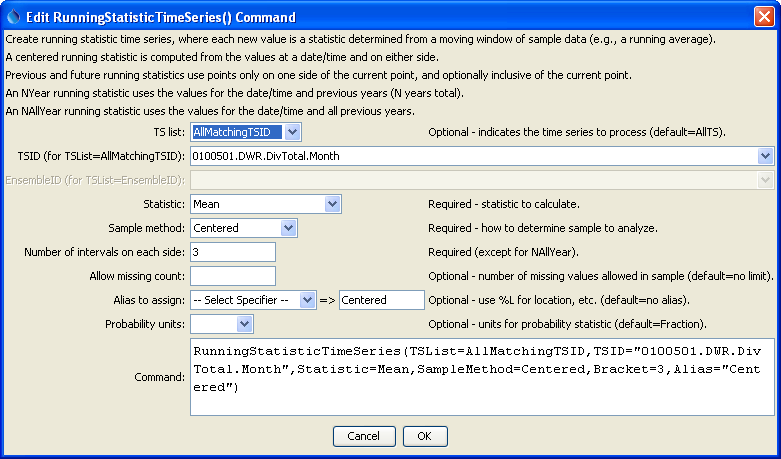 Edit RunningStatisticTimeSeries() Command
Create running statistic time series, where each new value is a statistic determined from a moving window of sample data (e.g., a running average).
A centered running statistic is computed from the values at a date/time and on either side.
Previous and future running statistics use points only on one side of the current point, and optionally inclusive of the current point.
An NYear running statistic uses the values for the date/time and previous years (N years total).
An NAllYear running statistic uses the values for the date/time and all previous years.
TS list: AllMatchingTSID Optional - indicates the time series to process (default=AllTS).
TSID (for TSList=AllMatchingTSID): 0100501.DWR.DivTotal.Month
EnsembleID (for TSList=EnsembleID):
Statistic: Mean Required - statistic to calculate.
Sample method: Centered Required - how to determine sample to analyze.
Number of intervals on each side: 3 Required (except for NAllYear).
Allow missing count: Optional - number of missing values allowed in sample (default=no limit).
Alias to assign: -- Select Specifier -- => Centered Optional - use %L for location, etc. (default=no alias).
Probability units: Optional - units for probability statistic (default=Fraction).
Command: RunningStatisticTimeSeries(TSList=AllMatchingTSID,TSID="0100501.DWR.Div
Total.Month",Statistic=Mean,SampleMethod=Centered,Bracket=3,Alias="Cent
ered")
Cancel OK